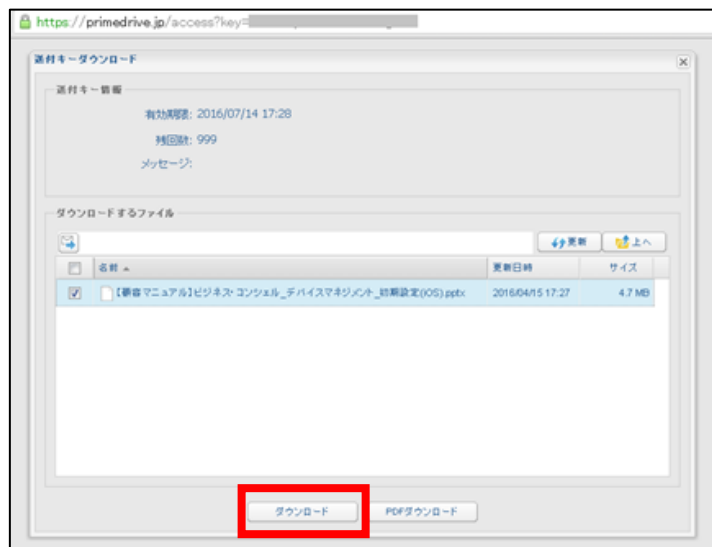 https://primedrive.jp/access?key=
送付キーダウンロード
送付キー情報
有効期限: 2016/07/14 17:28
残回数: 999
メッセージ:
ダウンロードするファイル
更新 上へ
名前 更新日時 サイズ
マニュアル】ビジネス・コンシェル_デバイスマネジメント_初期設定(iOS).pptx 2016/04/15 17:27 4.7 MB
ダウンロード PDFダウンロード